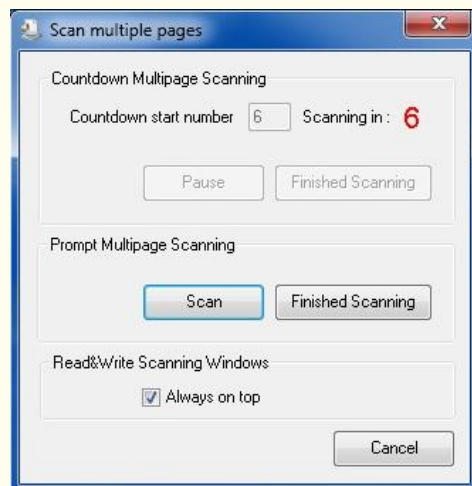 Scan multiple pages
Countdown Multipage Scanning
Countdown start number 6 Scanning in : 6
Pause Finished Scanning
Prompt Multipage Scanning
Scan Finished Scanning
Read&Write Scanning Windows
Always on top
Cancel